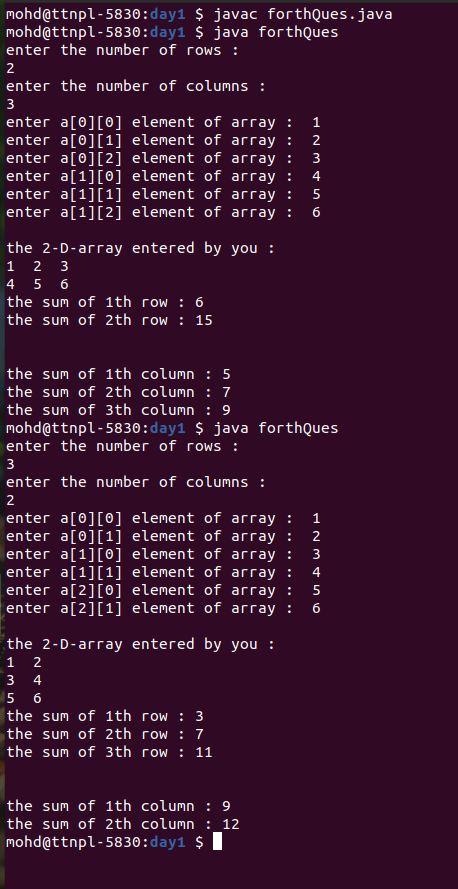 mohd@ttnpl-5830:day1 $ javac forthQues.java
mohd@ttnpl-5830:day1 $ java forthQues
enter the number of rows :
2
enter the number of columns :
3
enter a[0][0] element of array :  1
enter a[0][1] element of array :  2
enter a[0][2] element of array :  3
enter a[1][0] element of array :  4
enter a[1][1] element of array :  5
enter a[1][2] element of array :  6

the 2-D-array entered by you :
1  2  3
4  5  6
the sum of 1th row : 6
the sum of 2th row : 15


the sum of 1th column : 5
the sum of 2th column : 7
the sum of 3th column : 9
mohd@ttnpl-5830:day1 $ java forthQues
enter the number of rows :
3
enter the number of columns :
2
enter a[0][0] element of array :  1
enter a[0][1] element of array :  2
enter a[1][0] element of array :  3
enter a[1][1] element of array :  4
enter a[2][0] element of array :  5
enter a[2][1] element of array :  6

the 2-D-array entered by you :
1  2
3  4
5  6
the sum of 1th row : 3
the sum of 2th row : 7
the sum of 3th row : 11


the sum of 1th column : 9
the sum of 2th column : 12
mohd@ttnpl-5830:day1 $